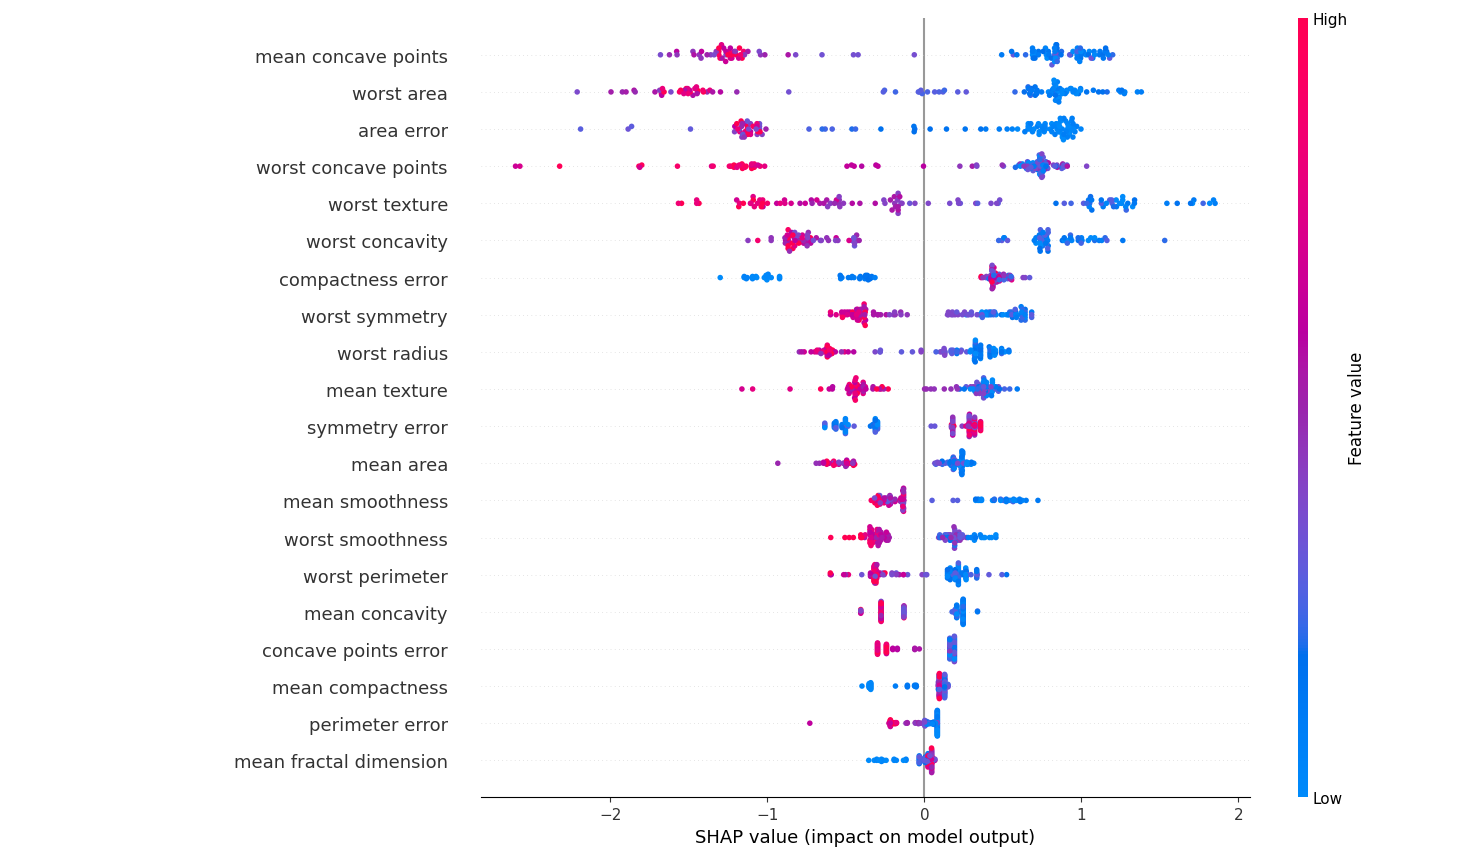 High
mean concave points
worst area
area error
worst concave points
worst texture
worst concavity
compactness error
worst symmetry
worst radius
mean texture
symmetry error
mean area
mean smoothness
worst smoothness
worst perimeter
mean concavity
concave points error
mean compactness
perimeter error
mean fractal dimension
Feature value
Low
−2 −1 0 1 2
SHAP value (impact on model output)